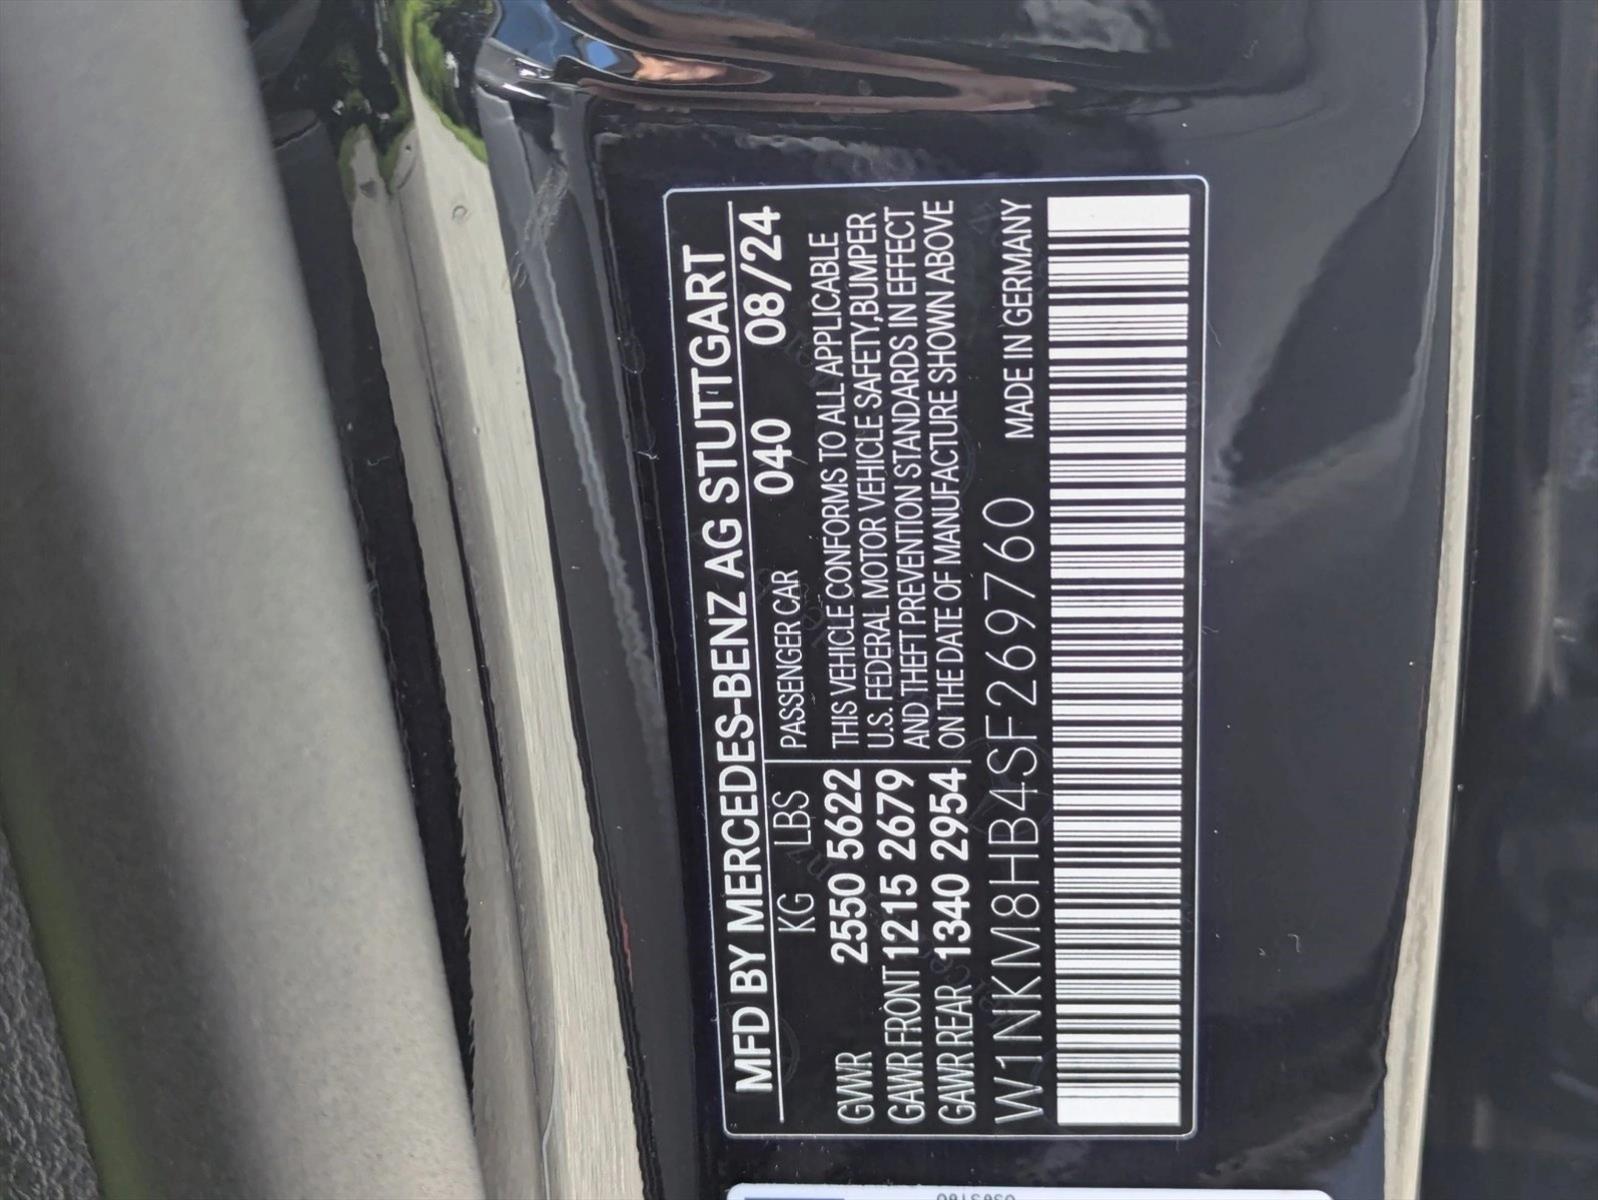 MFD BY MERCEDES-BENZ AG STUTTGART
KG LBS PASSENGER CAR 040 08/24
GVWR 2550 5622 THIS VEHICLE CONFORMS TO ALL APPLICABLE
GAWR FRONT 1215 2679 U.S. FEDERAL MOTOR VEHICLE SAFETY,BUMPER
GAWR REAR 1340 2954 AND THEFT PREVENTION STANDARDS IN EFFECT
ON THE DATE OF MANUFACTURE SHOWN ABOVE
W1NKM8HB4SF269760 MADE IN GERMANY